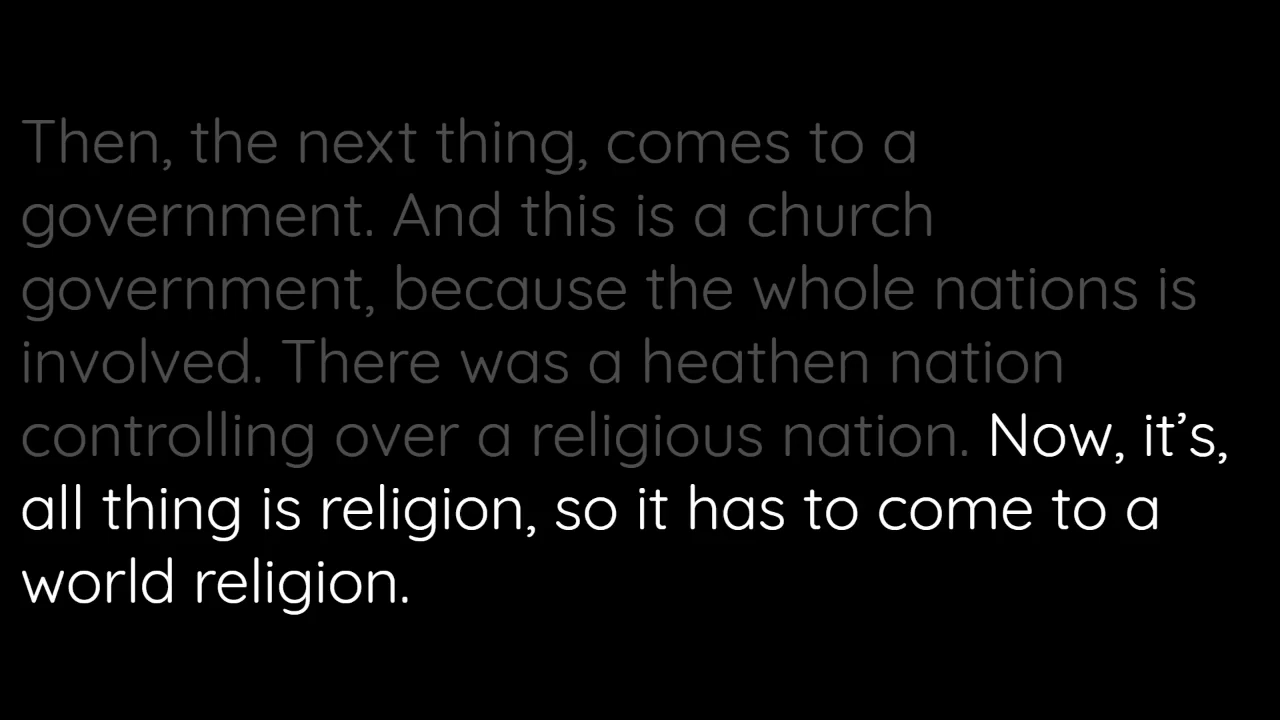 Then, the next thing, comes to a
government. And this is a church
government, because the whole nations is
involved. There was a heathen nation
controlling over a religious nation. Now, it’s,
all thing is religion, so it has to come to a
world religion.